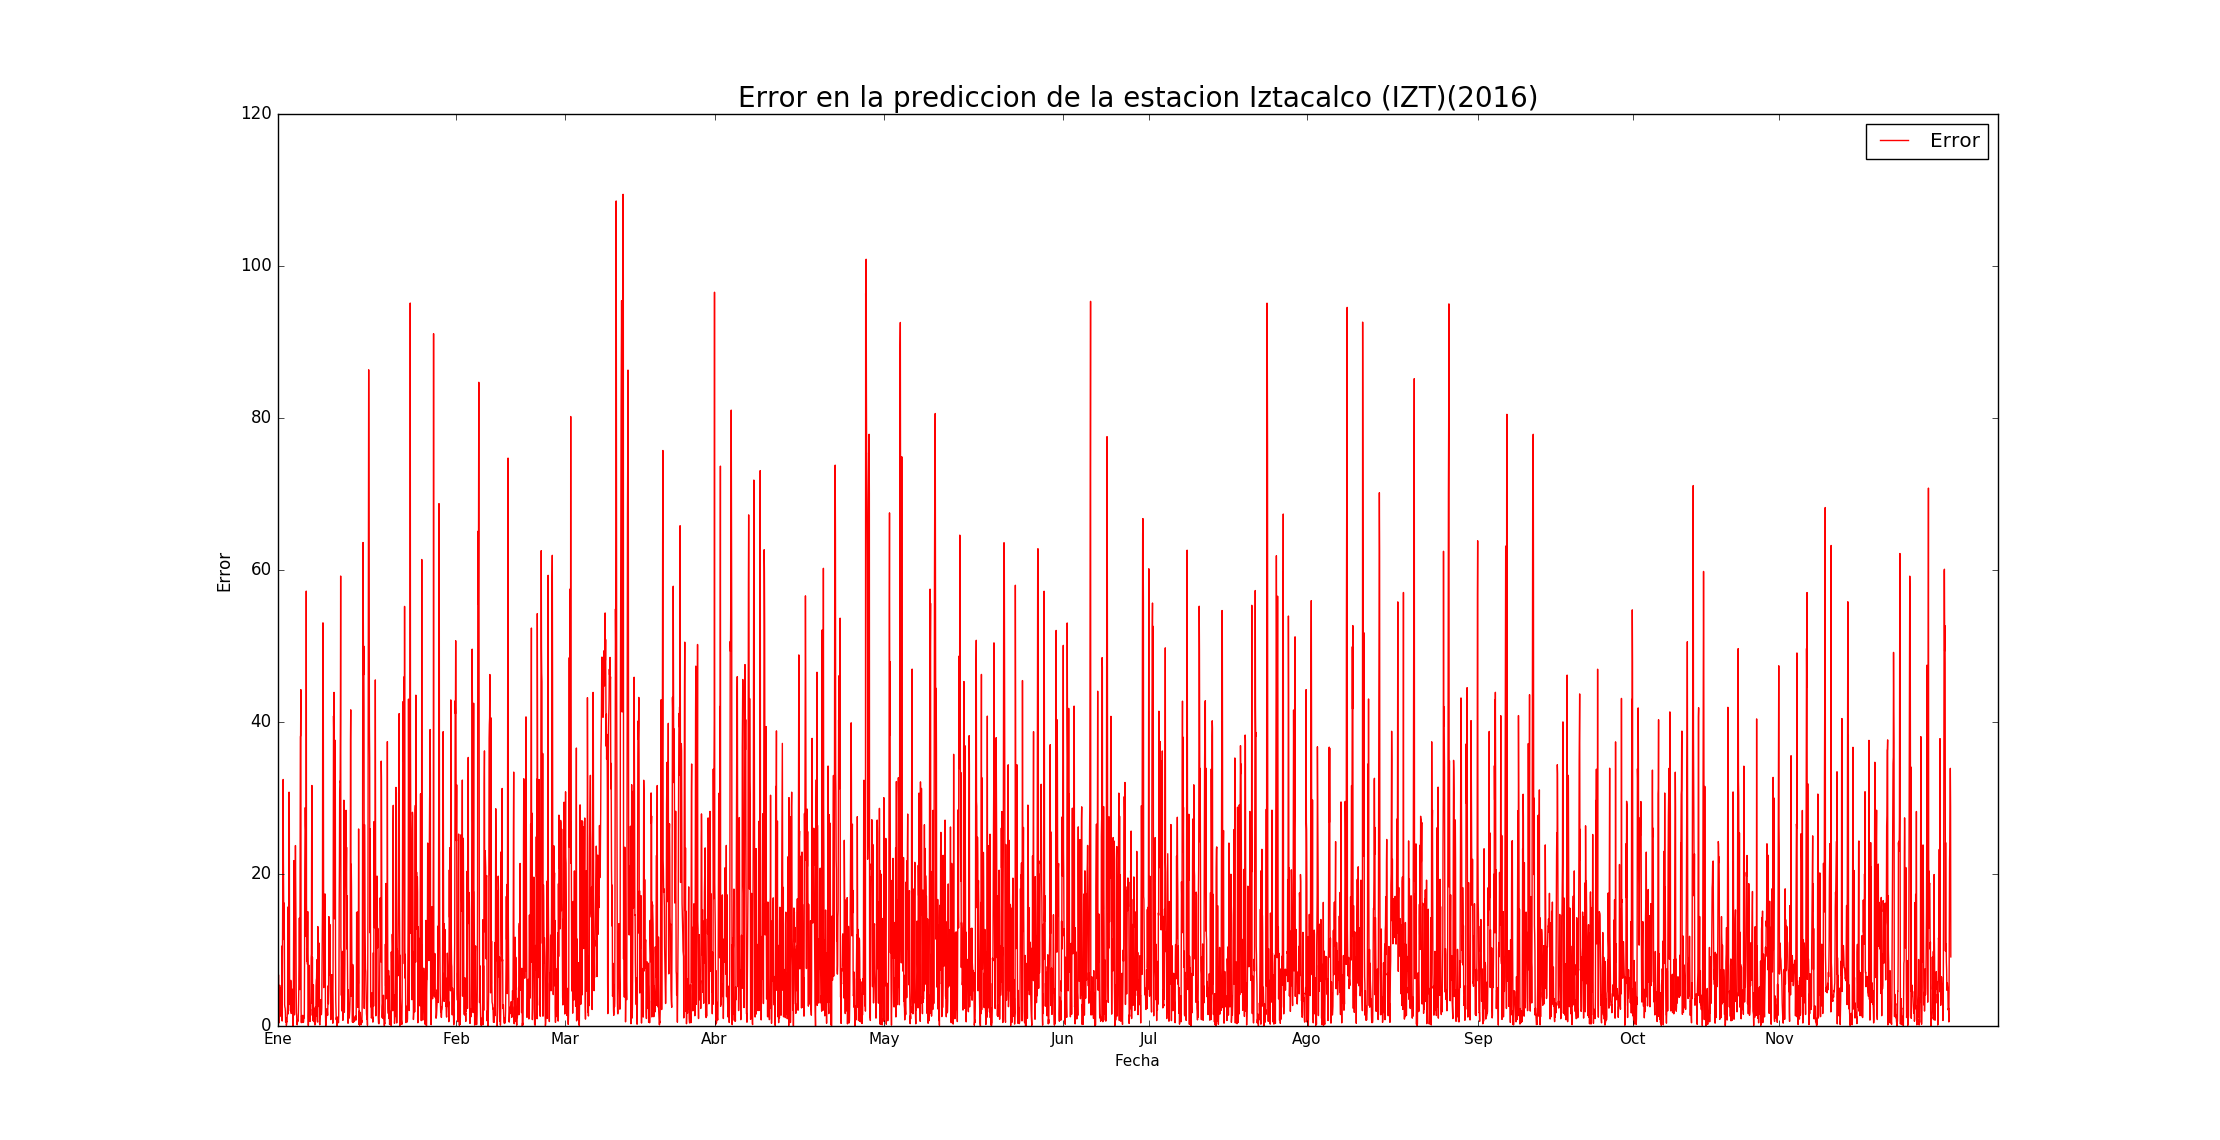 Error en la prediccion de la estacion Iztacalco (IZT)(2016)
Error
120
100
80
60
40
20
0
Error
Ene Feb Mar Abr May Jun Jul Ago Sep Oct Nov
Fecha